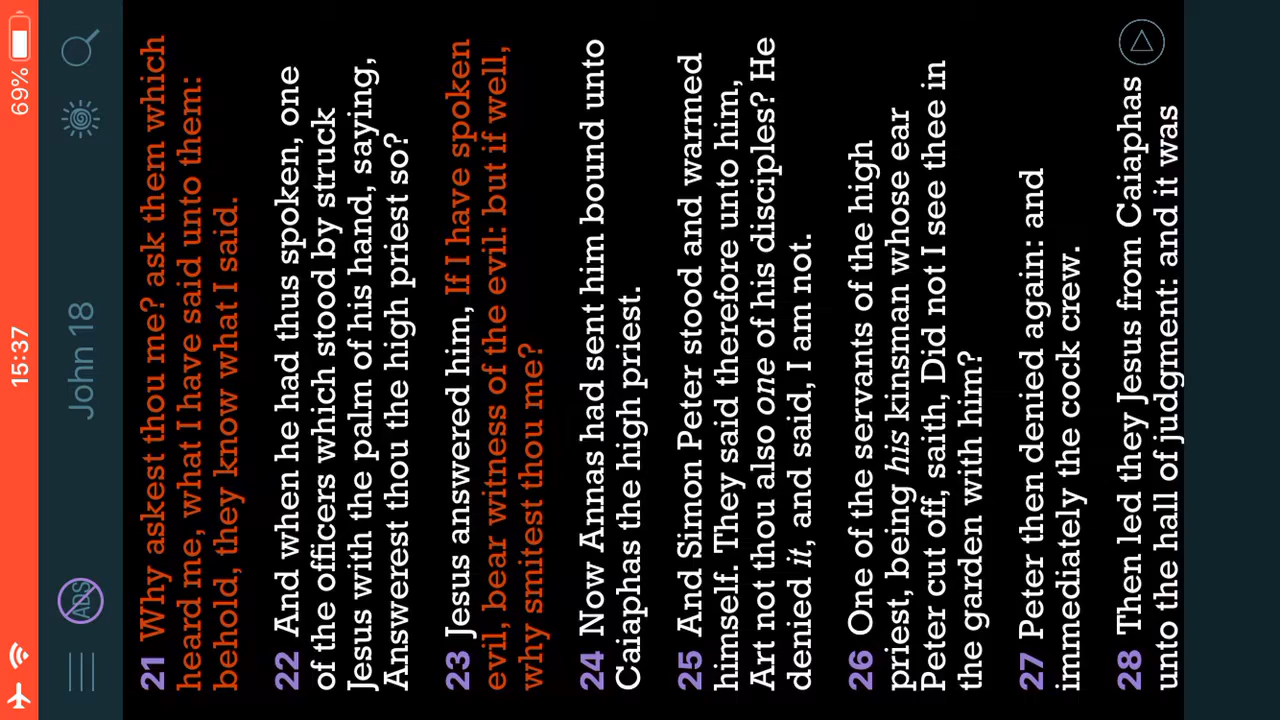 15:37
69%
ADS
John 18
21 Why askest thou me? ask them which
heard me, what I have said unto them:
behold, they know what I said.
22 And when he had thus spoken, one
of the officers which stood by struck
Jesus with the palm of his hand, saying,
Answerest thou the high priest so?
23 Jesus answered him, If I have spoken
evil, bear witness of the evil: but if well,
why smitest thou me?
24 Now Annas had sent him bound unto
Caiaphas the high priest.
25 And Simon Peter stood and warmed
himself. They said therefore unto him,
Art not thou also one of his disciples? He
denied it, and said, I am not.
26 One of the servants of the high
priest, being his kinsman whose ear
Peter cut off, saith, Did not I see thee in
the garden with him?
27 Peter then denied again: and
immediately the cock crew.
28 Then led they Jesus from Caiaphas
unto the hall of judgment: and it was